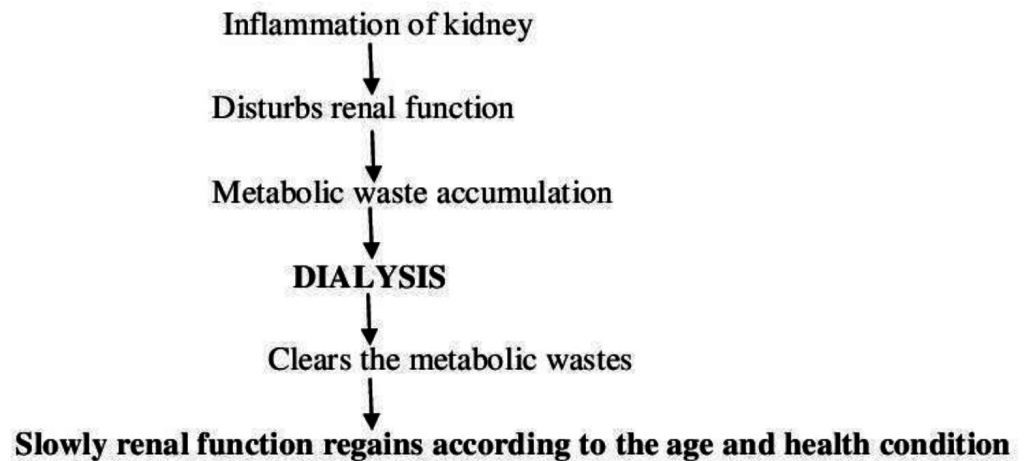 Inflammation of kidney
Disturbs renal function
Metabolic waste accumulation
DIALYSIS
Clears the metabolic wastes
Slowly renal function regains according to the age and health condition